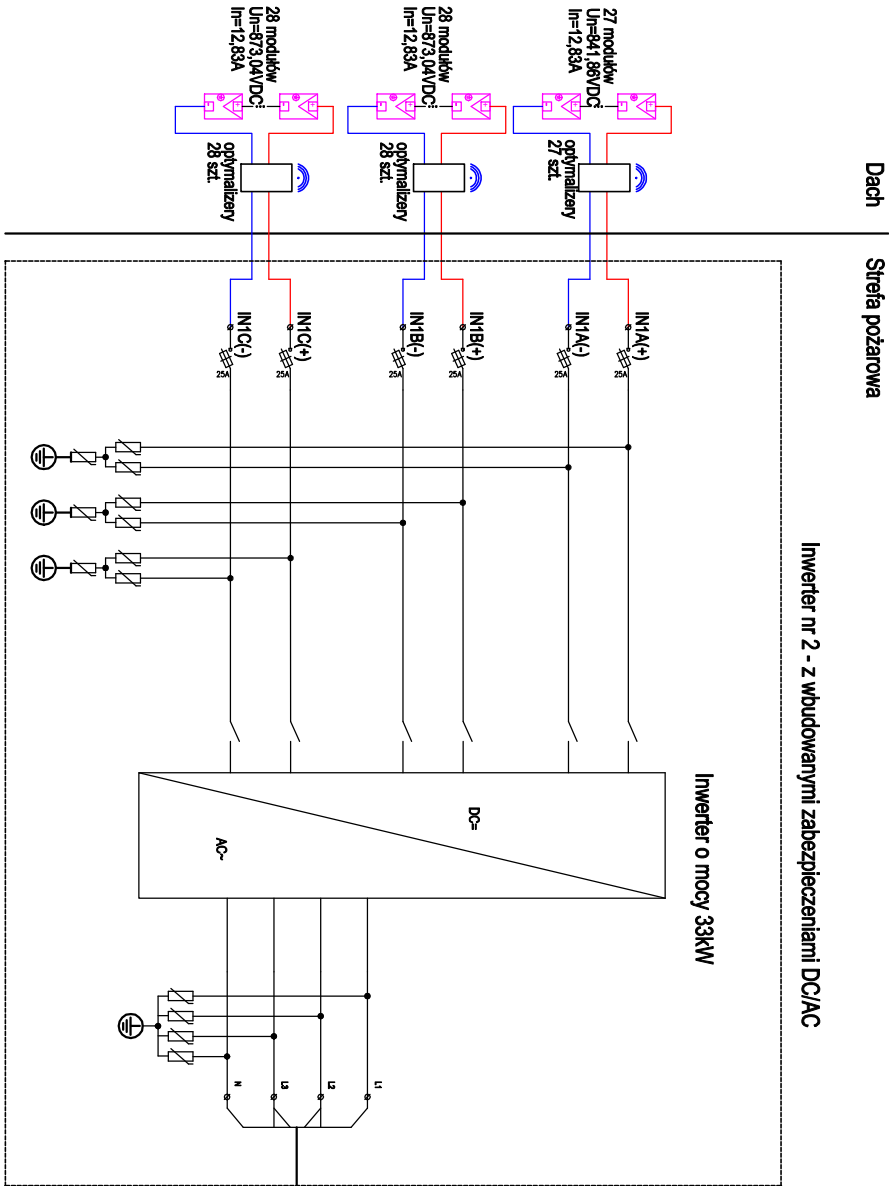 Dach
Strefa pożarowa
Inwerter nr 2 - z wbudowanymi zabezpieczeniami DC/AC
Inwerter o mocy 33kW
27 modułów
Un=841,86VDC
In=12,83A
optymalizery
27 szt.
28 modułów
Un=873,04VDC
In=12,83A
optymalizery
28 szt.
28 modułów
Un=873,04VDC
In=12,83A
optymalizery
28 szt.
IN1A(+)
25A
IN1A(-)
25A
IN1B(+)
25A
IN1B(-)
25A
IN1C(+)
25A
IN1C(-)
25A
DC=
AC~
L1
L2
L3
N